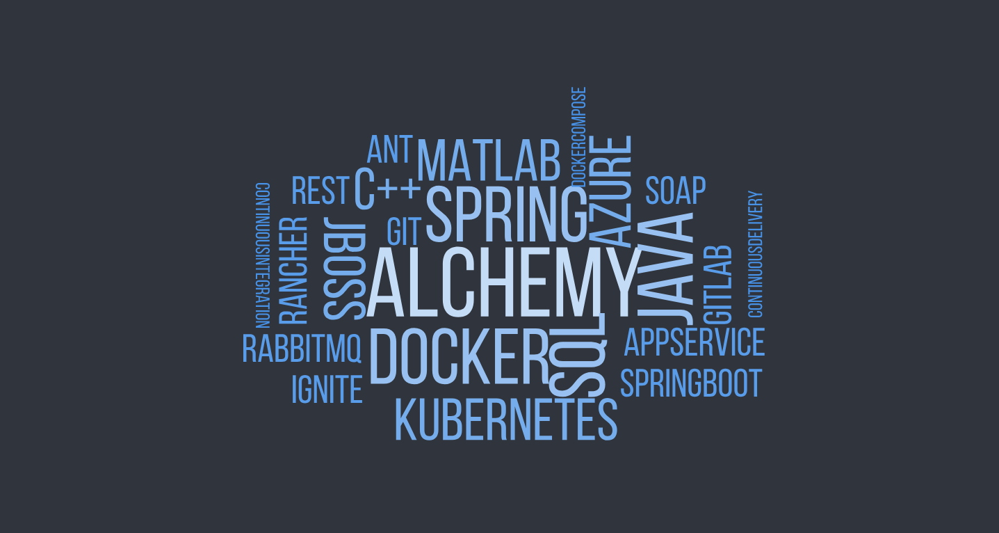 DOCKERCOMPOSE
ANT
MATLAB
AZURE
REST
C++
SPRING
SOAP
CONTINUOUSINTEGRATION
RANCHER
JBOSS
GIT
JAVA
CONTINUOUSDELIVERY
ALCHEMY
GITLAB
RABBITMQ
DOCKER
SQL
APPSERVICE
IGNITE
SPRINGBOOT
KUBERNETES